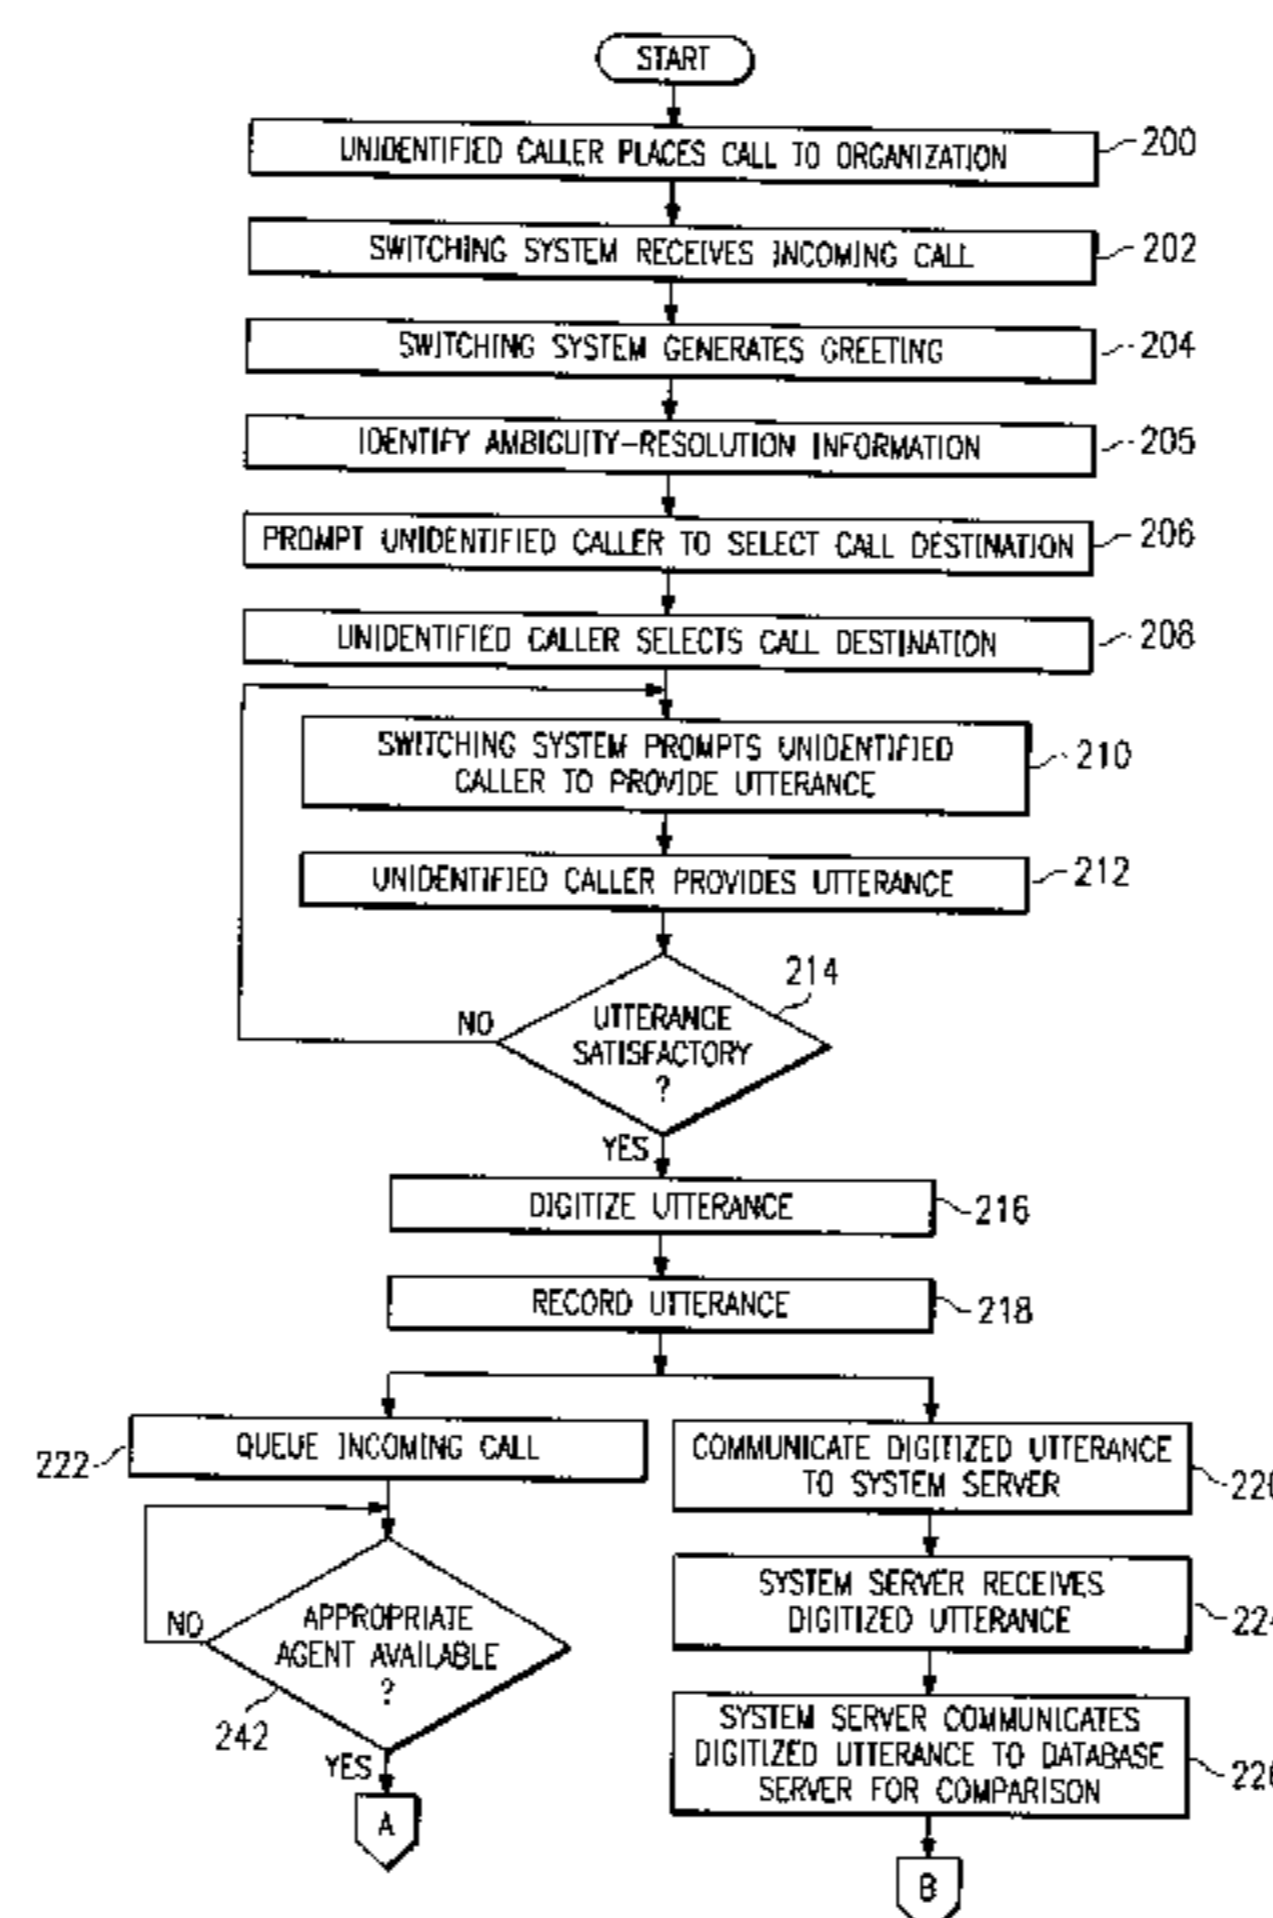 START
UNIDENTIFIED CALLER PLACES CALL TO ORGANIZATION
200
SWITCHING SYSTEM RECEIVES INCOMING CALL
202
SWITCHING SYSTEM GENERATES GREETING
204
IDENTIFY AMBIGUITY-RESOLUTION INFORMATION
205
PROMPT UNIDENTIFIED CALLER TO SELECT CALL DESTINATION
206
UNIDENTIFIED CALLER SELECTS CALL DESTINATION
208
SWITCHING SYSTEM PROMPTS UNIDENTIFIED
CALLER TO PROVIDE UTTERANCE
210
UNIDENTIFIED CALLER PROVIDES UTTERANCE
212
214
NO
UTTERANCE
SATISFACTORY
?
YES
DIGITIZE UTTERANCE
216
RECORD UTTERANCE
218
222
QUEUE INCOMING CALL
COMMUNICATE DIGITIZED UTTERANCE
TO SYSTEM SERVER
NO
APPROPRIATE
AGENT AVAILABLE
?
242
YES
A
SYSTEM SERVER RECEIVES
DIGITIZED UTTERANCE
SYSTEM SERVER COMMUNICATES
DIGITIZED UTTERANCE TO DATABASE
SERVER FOR COMPARISON
B